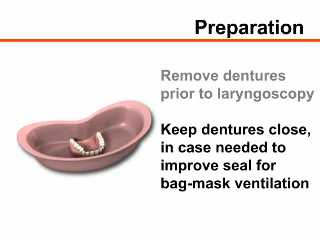 Preparation
Remove dentures
prior to laryngoscopy
Keep dentures close,
in case needed to
improve seal for
bag-mask ventilation